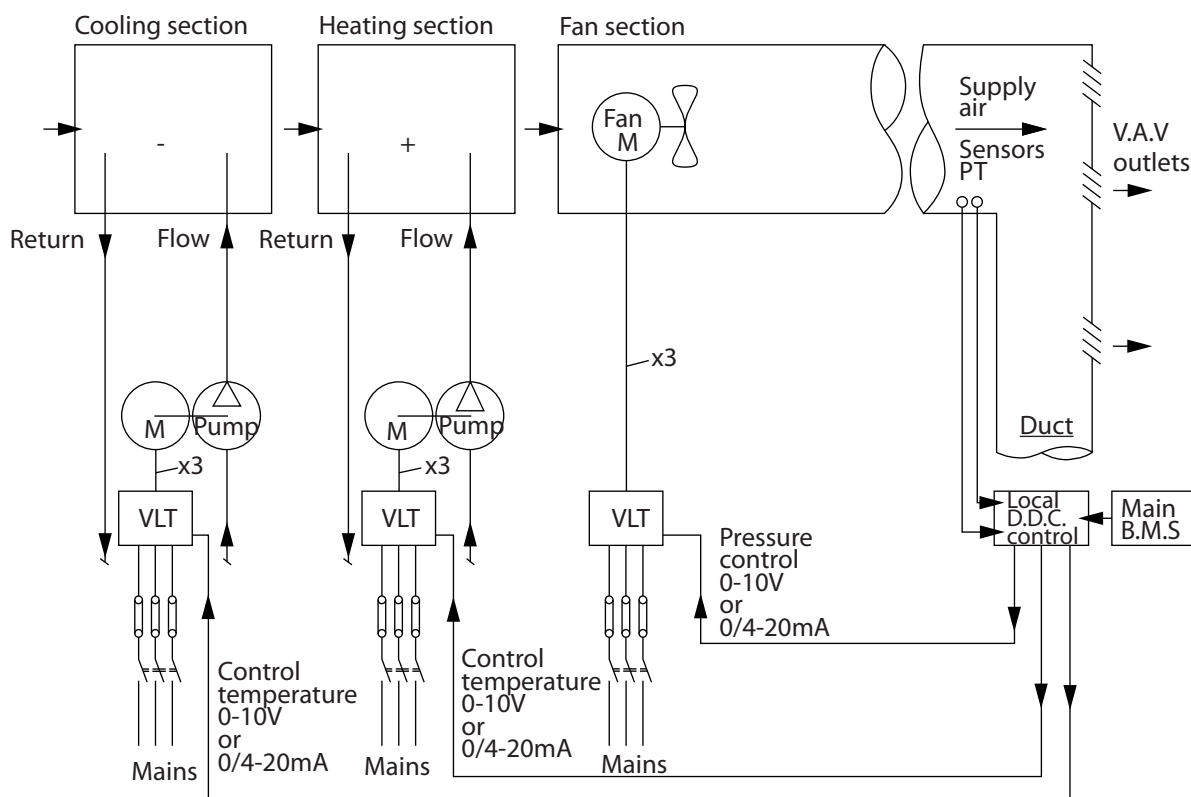 Cooling section
Heating section
Fan section
-
+
Fan
M
Supply
air
Sensors
PT
V.A.V
outlets
Return
Flow
Return
Flow
x3
M
Pump
M
Pump
Duct
x3
x3
VLT
VLT
VLT
Local
D.D.C.
control
Main
B.M.S
Pressure
control
0-10V
or
0/4-20mA
Control
temperature
0-10V
or
0/4-20mA
Control
temperature
0-10V
or
0/4-20mA
Mains
Mains
Mains